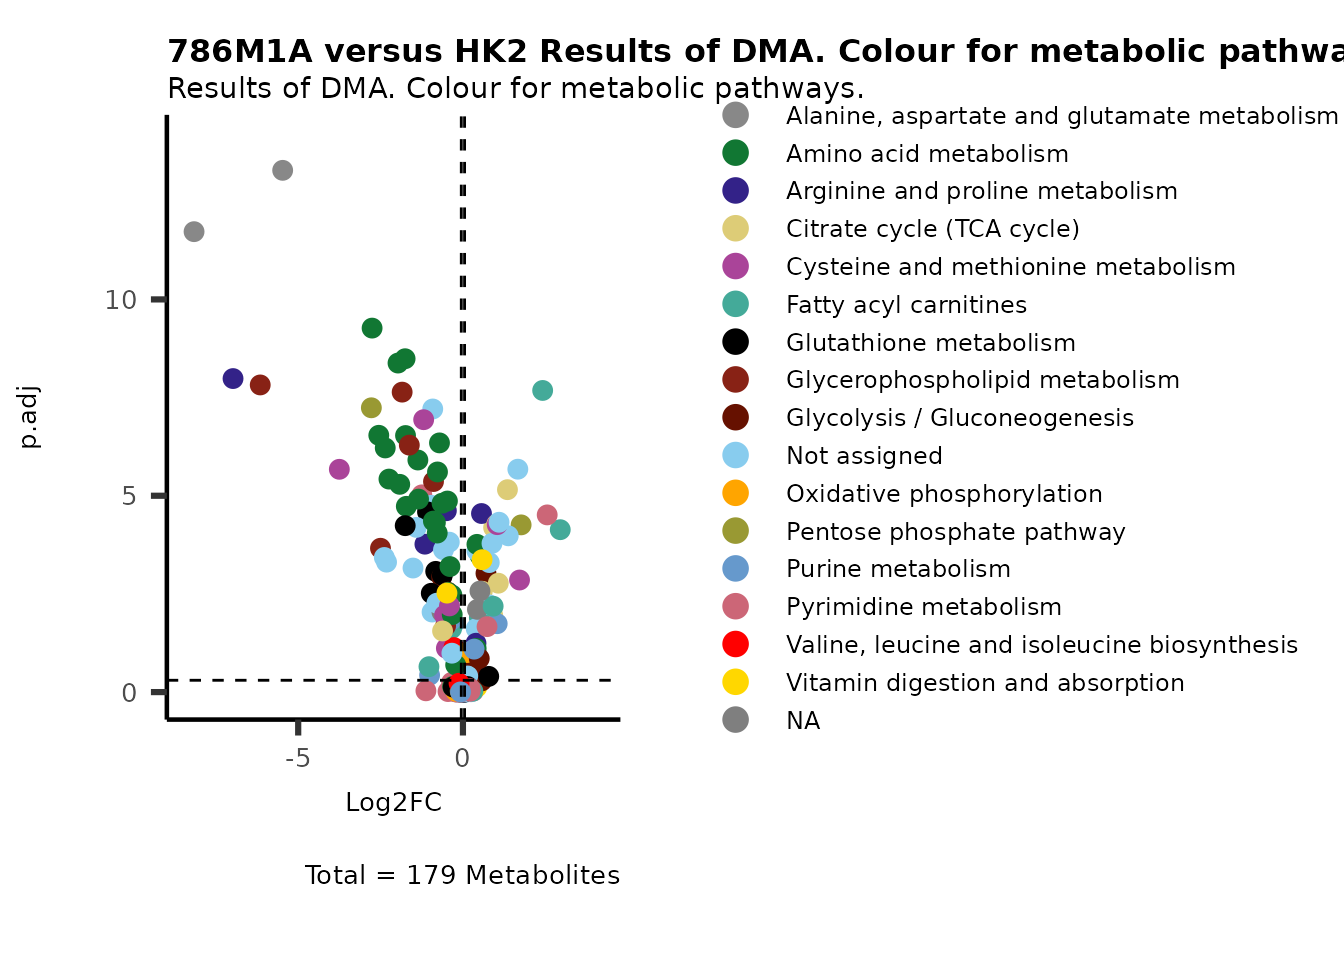 786M1A versus HK2 Results of DMA. Colour for metabolic pathwa
Results of DMA. Colour for metabolic pathways.
Alanine, aspartate and glutamate metabolism
Amino acid metabolism
Arginine and proline metabolism
Citrate cycle (TCA cycle)
Cysteine and methionine metabolism
Fatty acyl carnitines
Glutathione metabolism
Glycerophospholipid metabolism
Glycolysis / Gluconeogenesis
Not assigned
Oxidative phosphorylation
Pentose phosphate pathway
Purine metabolism
Pyrimidine metabolism
Valine, leucine and isoleucine biosynthesis
Vitamin digestion and absorption
NA
p.adj
10
5
0
-5 0
Log2FC
Total = 179 Metabolites